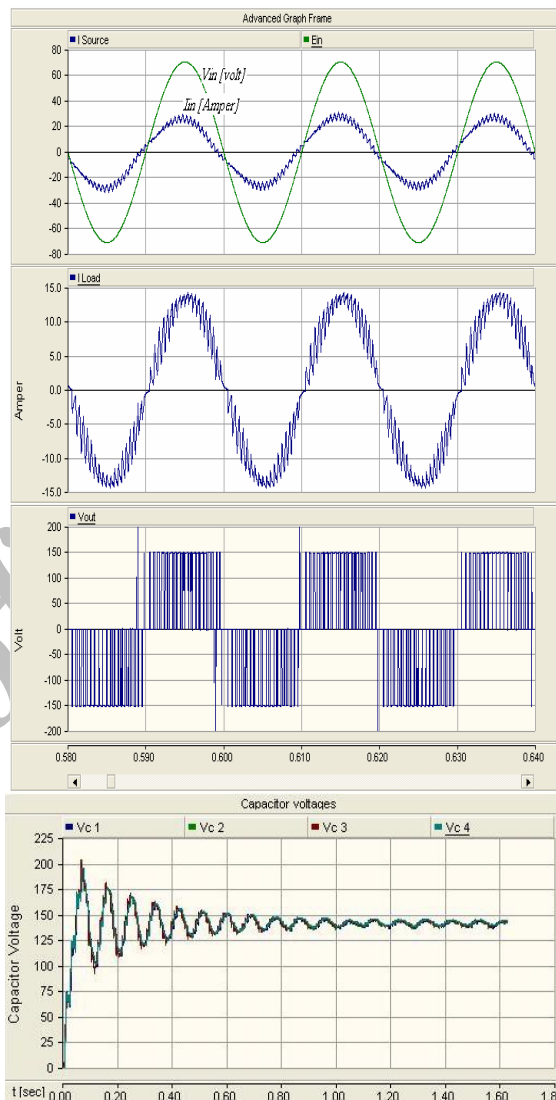 Advanced Graph Frame
I Source Ein
80
60
40
20
0
-20
-40
-60
-80
Vin [volt]
Iin [Amper]
I Load
15.0
10.0
5.0
0.0
-5.0
-10.0
-15.0
Amper
Vout
200
150
100
50
0
-50
-100
-150
-200
Volt
0.580 0.590 0.600 0.610 0.620 0.630 0.640
Capacitor voltages
Vc 1 Vc 2 Vc 3 Vc 4
225
200
175
150
125
100
75
50
25
0
Capacitor Voltage
t [sec] 0.00 0.20 0.40 0.60 0.80 1.00 1.20 1.40 1.60 1.8